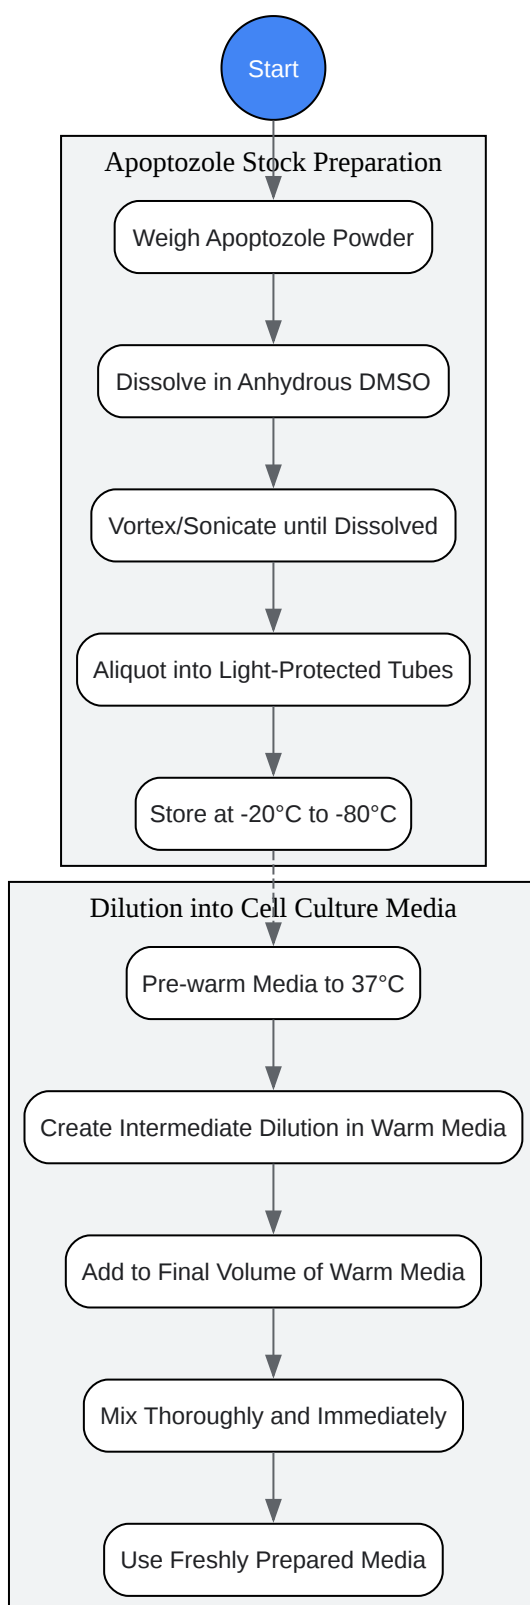 Start
Apoptozole Stock Preparation
Weigh Apoptozole Powder
Dissolve in Anhydrous DMSO
Vortex/Sonicate until Dissolved
Aliquot into Light-Protected Tubes
Store at -20°C to -80°C
Dilution into Cell Culture Media
Pre-warm Media to 37°C
Create Intermediate Dilution in Warm Media
Add to Final Volume of Warm Media
Mix Thoroughly and Immediately
Use Freshly Prepared Media